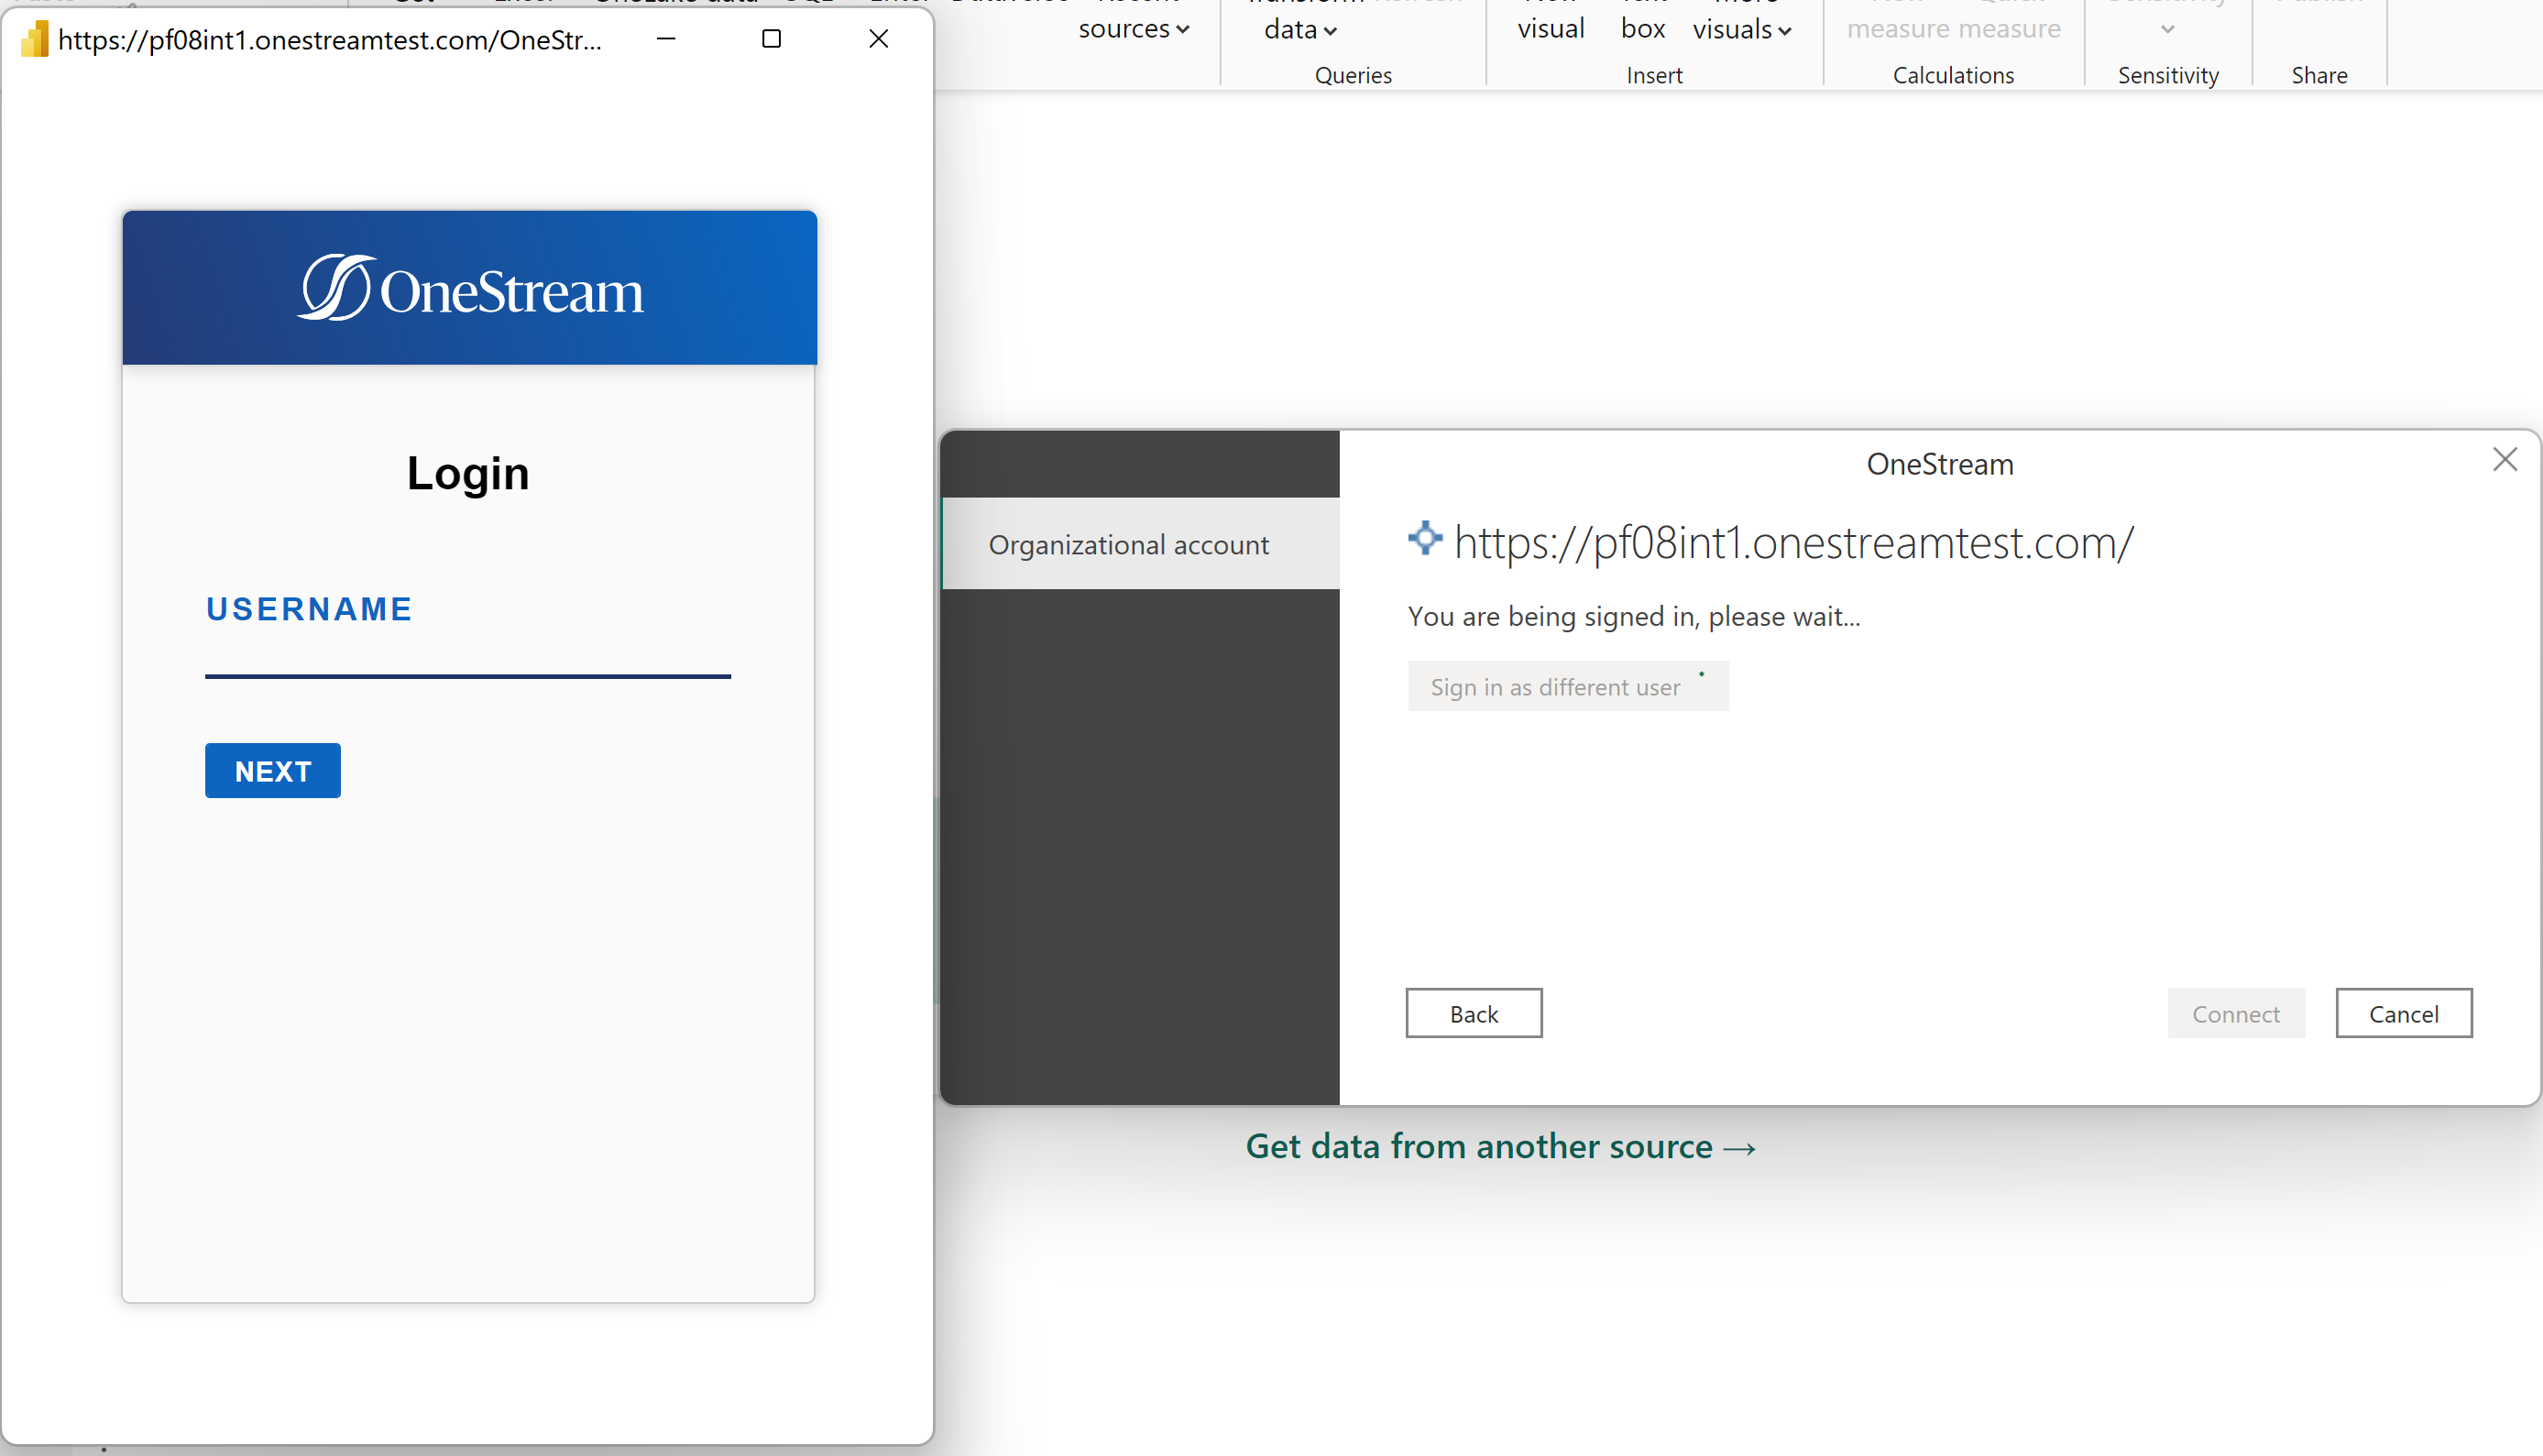 https://pf08int1.onestreamtest.com/OneStr...
sources
data
visual
box
visuals
measure measure
Queries
Insert
Calculations
Sensitivity
Share
OneStream
Login
USERNAME
NEXT
OneStream
Organizational account
https://pf08int1.onestreamtest.com/
You are being signed in, please wait...
Sign in as different user
Back
Connect
Cancel
Get data from another source →